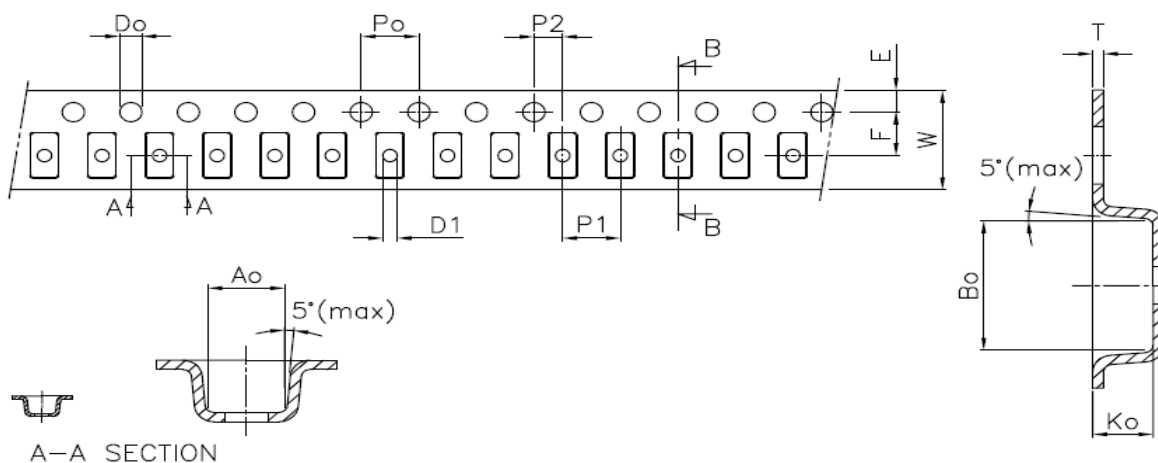 Do
Po
P2
B
T
E
F
W
A
A
D1
P1
B
5°(max)
Bo
Ao
5°(max)
Ko
A-A SECTION